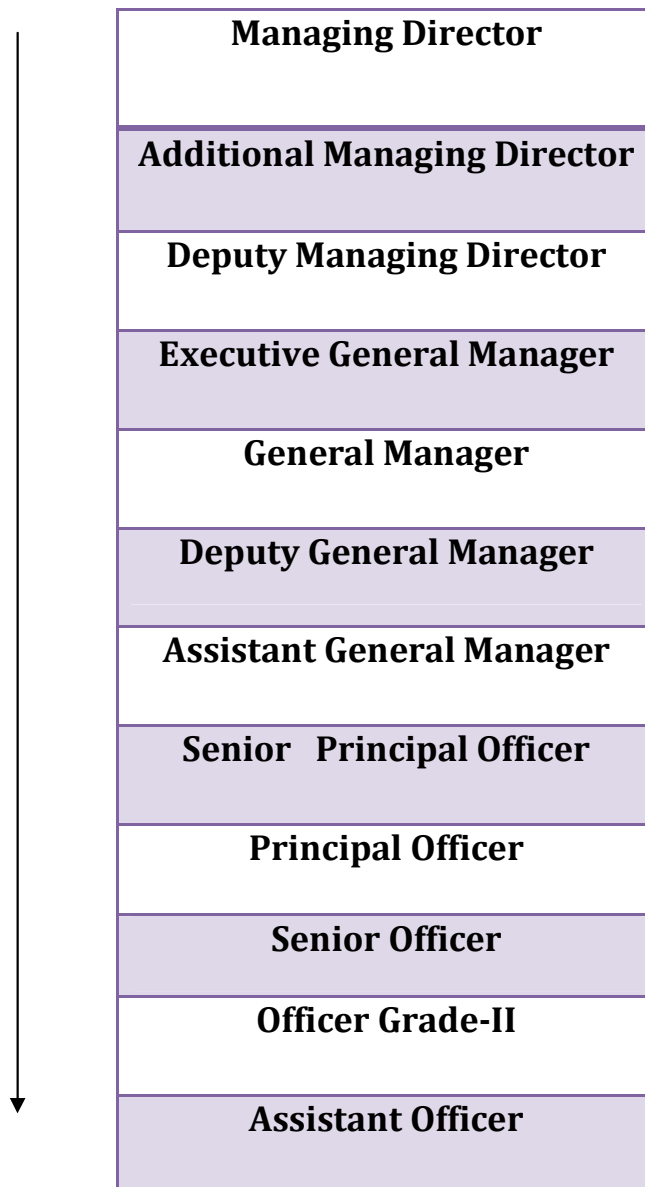 Managing Director
Additional Managing Director
Deputy Managing Director
Executive General Manager
General Manager
Deputy General Manager
Assistant General Manager
Senior Principal Officer
Principal Officer
Senior Officer
Officer Grade-II
Assistant Officer